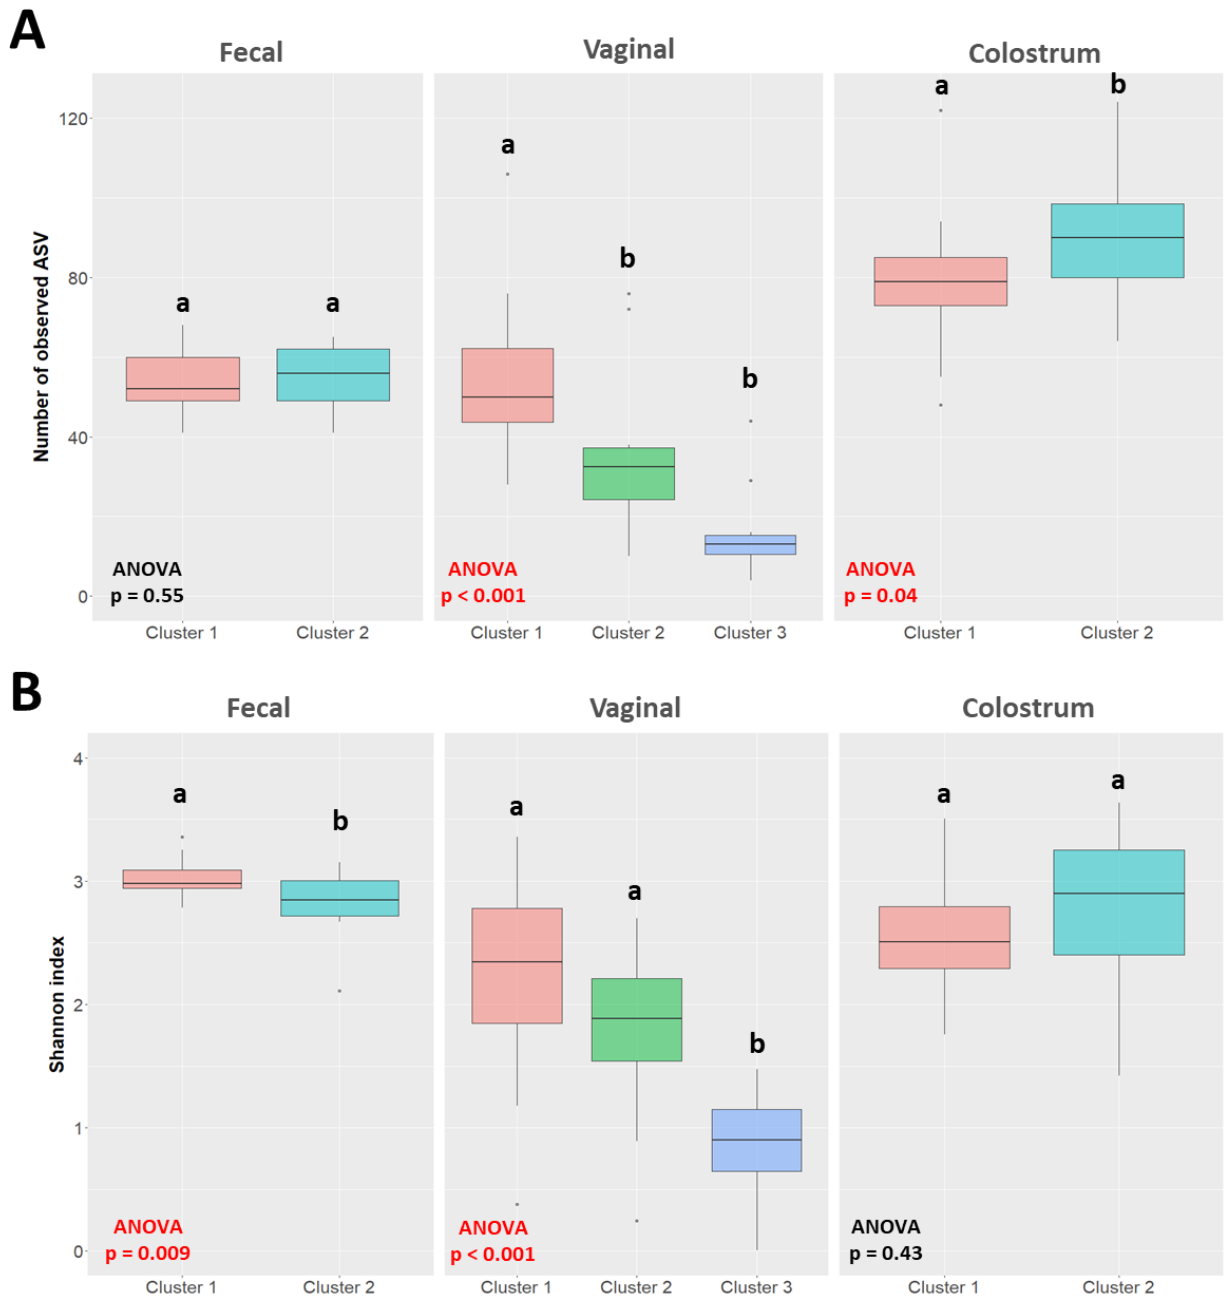 A
Fecal
Vaginal
Colostrum
Number of observed ASV
120
80
40
0
a
a
a
b
b
a
b
ANOVA
p = 0.55
ANOVA
p < 0.001
ANOVA
p = 0.04
Cluster 1
Cluster 2
Cluster 1
Cluster 2
Cluster 3
Cluster 1
Cluster 2
B
Fecal
Vaginal
Colostrum
Shannon index
4
3
2
1
0
a
b
a
a
b
a
a
ANOVA
p = 0.009
ANOVA
p < 0.001
ANOVA
p = 0.43
Cluster 1
Cluster 2
Cluster 1
Cluster 2
Cluster 3
Cluster 1
Cluster 2